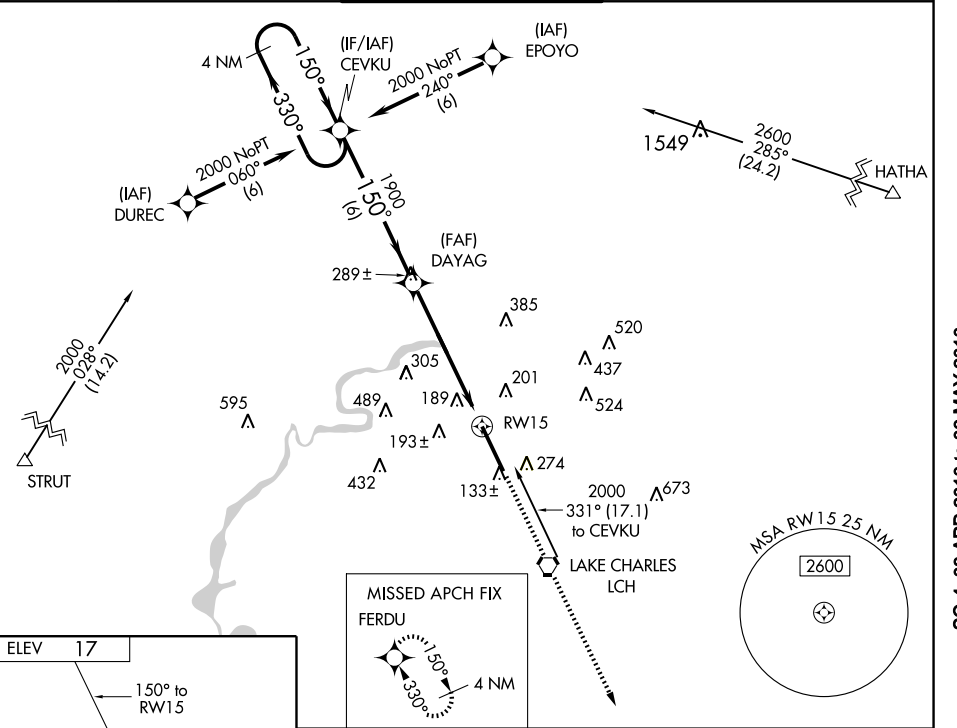 4 NM
150°
330°
(IF/IAF)
CEVKU
(IAF)
EPOYO
2000 NoPT
240°
(6)
2000 NoPT
060°
(6)
(IAF)
DUREC
1549
2600
285°
(24.2)
HATHA
1900
150°
(6)
(FAF)
DAYAG
289±
2000
028°
(14.2)
STRUT
385
520
437
305
201
524
595
489
189
RW15
193±
432
274
133±
673
2000
331° (17.1)
to CEVKU
LAKE CHARLES
LCH
MSA RW15 25 NM
2600
MISSED APCH FIX
FERDU
150°
330°
4 NM
ELEV 17
150° to
RW15